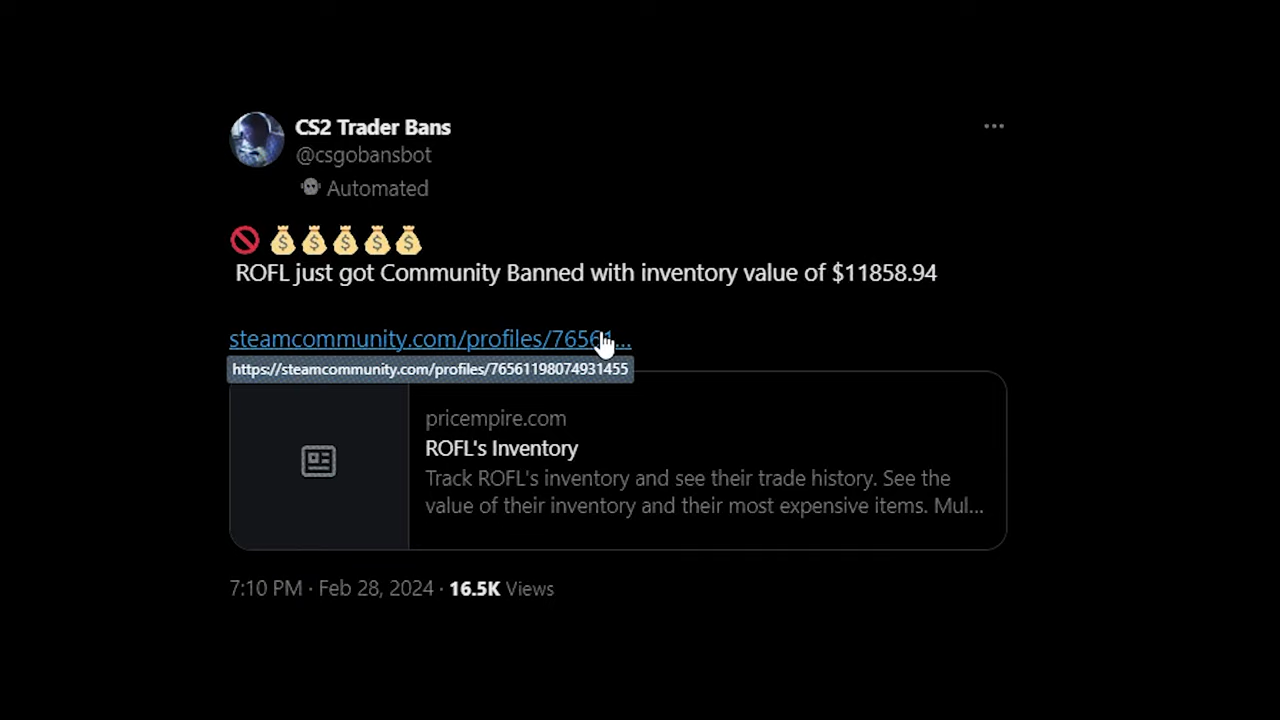 CS2 Trader Bans
@csgobansbot
Automated
ROFL just got Community Banned with inventory value of $11858.94
steamcommunity.com/profiles/76561...
https://steamcommunity.com/profiles/76561198074931455
pricempire.com
ROFL's Inventory
Track ROFL's inventory and see their trade history. See the
value of their inventory and their most expensive items. Mul...
7:10 PM · Feb 28, 2024 · 16.5K Views